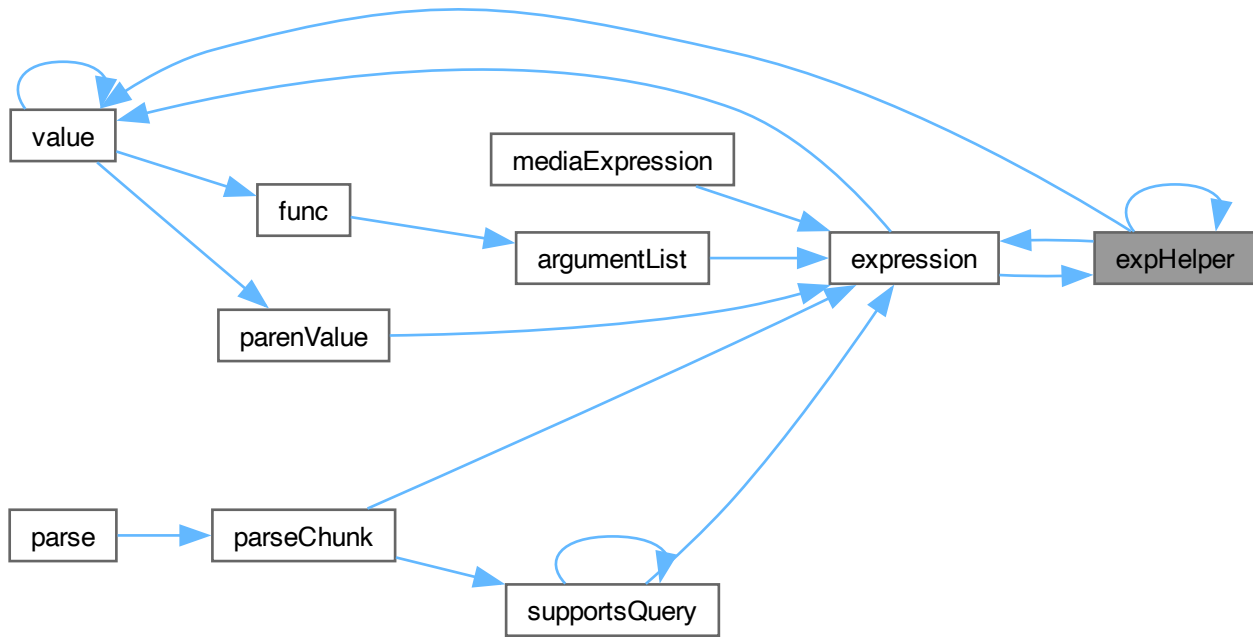 value
mediaExpression
func
argumentList
expression
expHelper
parenValue
parse
parseChunk
supportsQuery